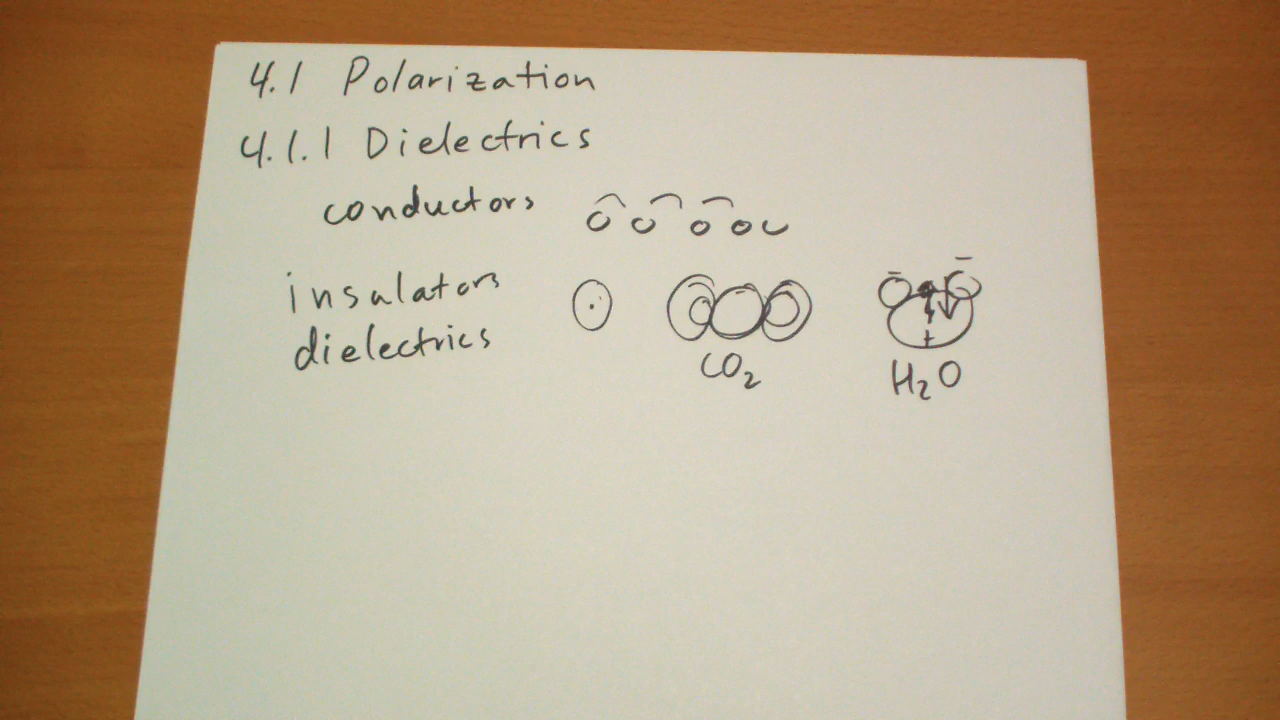 4.1 Polarization
4.1.1 Dielectrics
conductors
insulators
dielectrics
- -
+
CO2
H2O